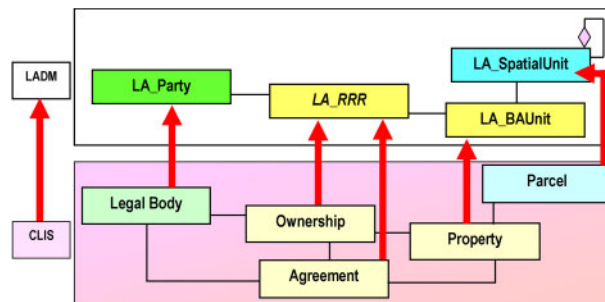 LADM
LA_Party
LA_RRR
LA_SpatialUnit
LA_BAUnit
CLIS
Legal Body
Ownership
Agreement
Property
Parcel